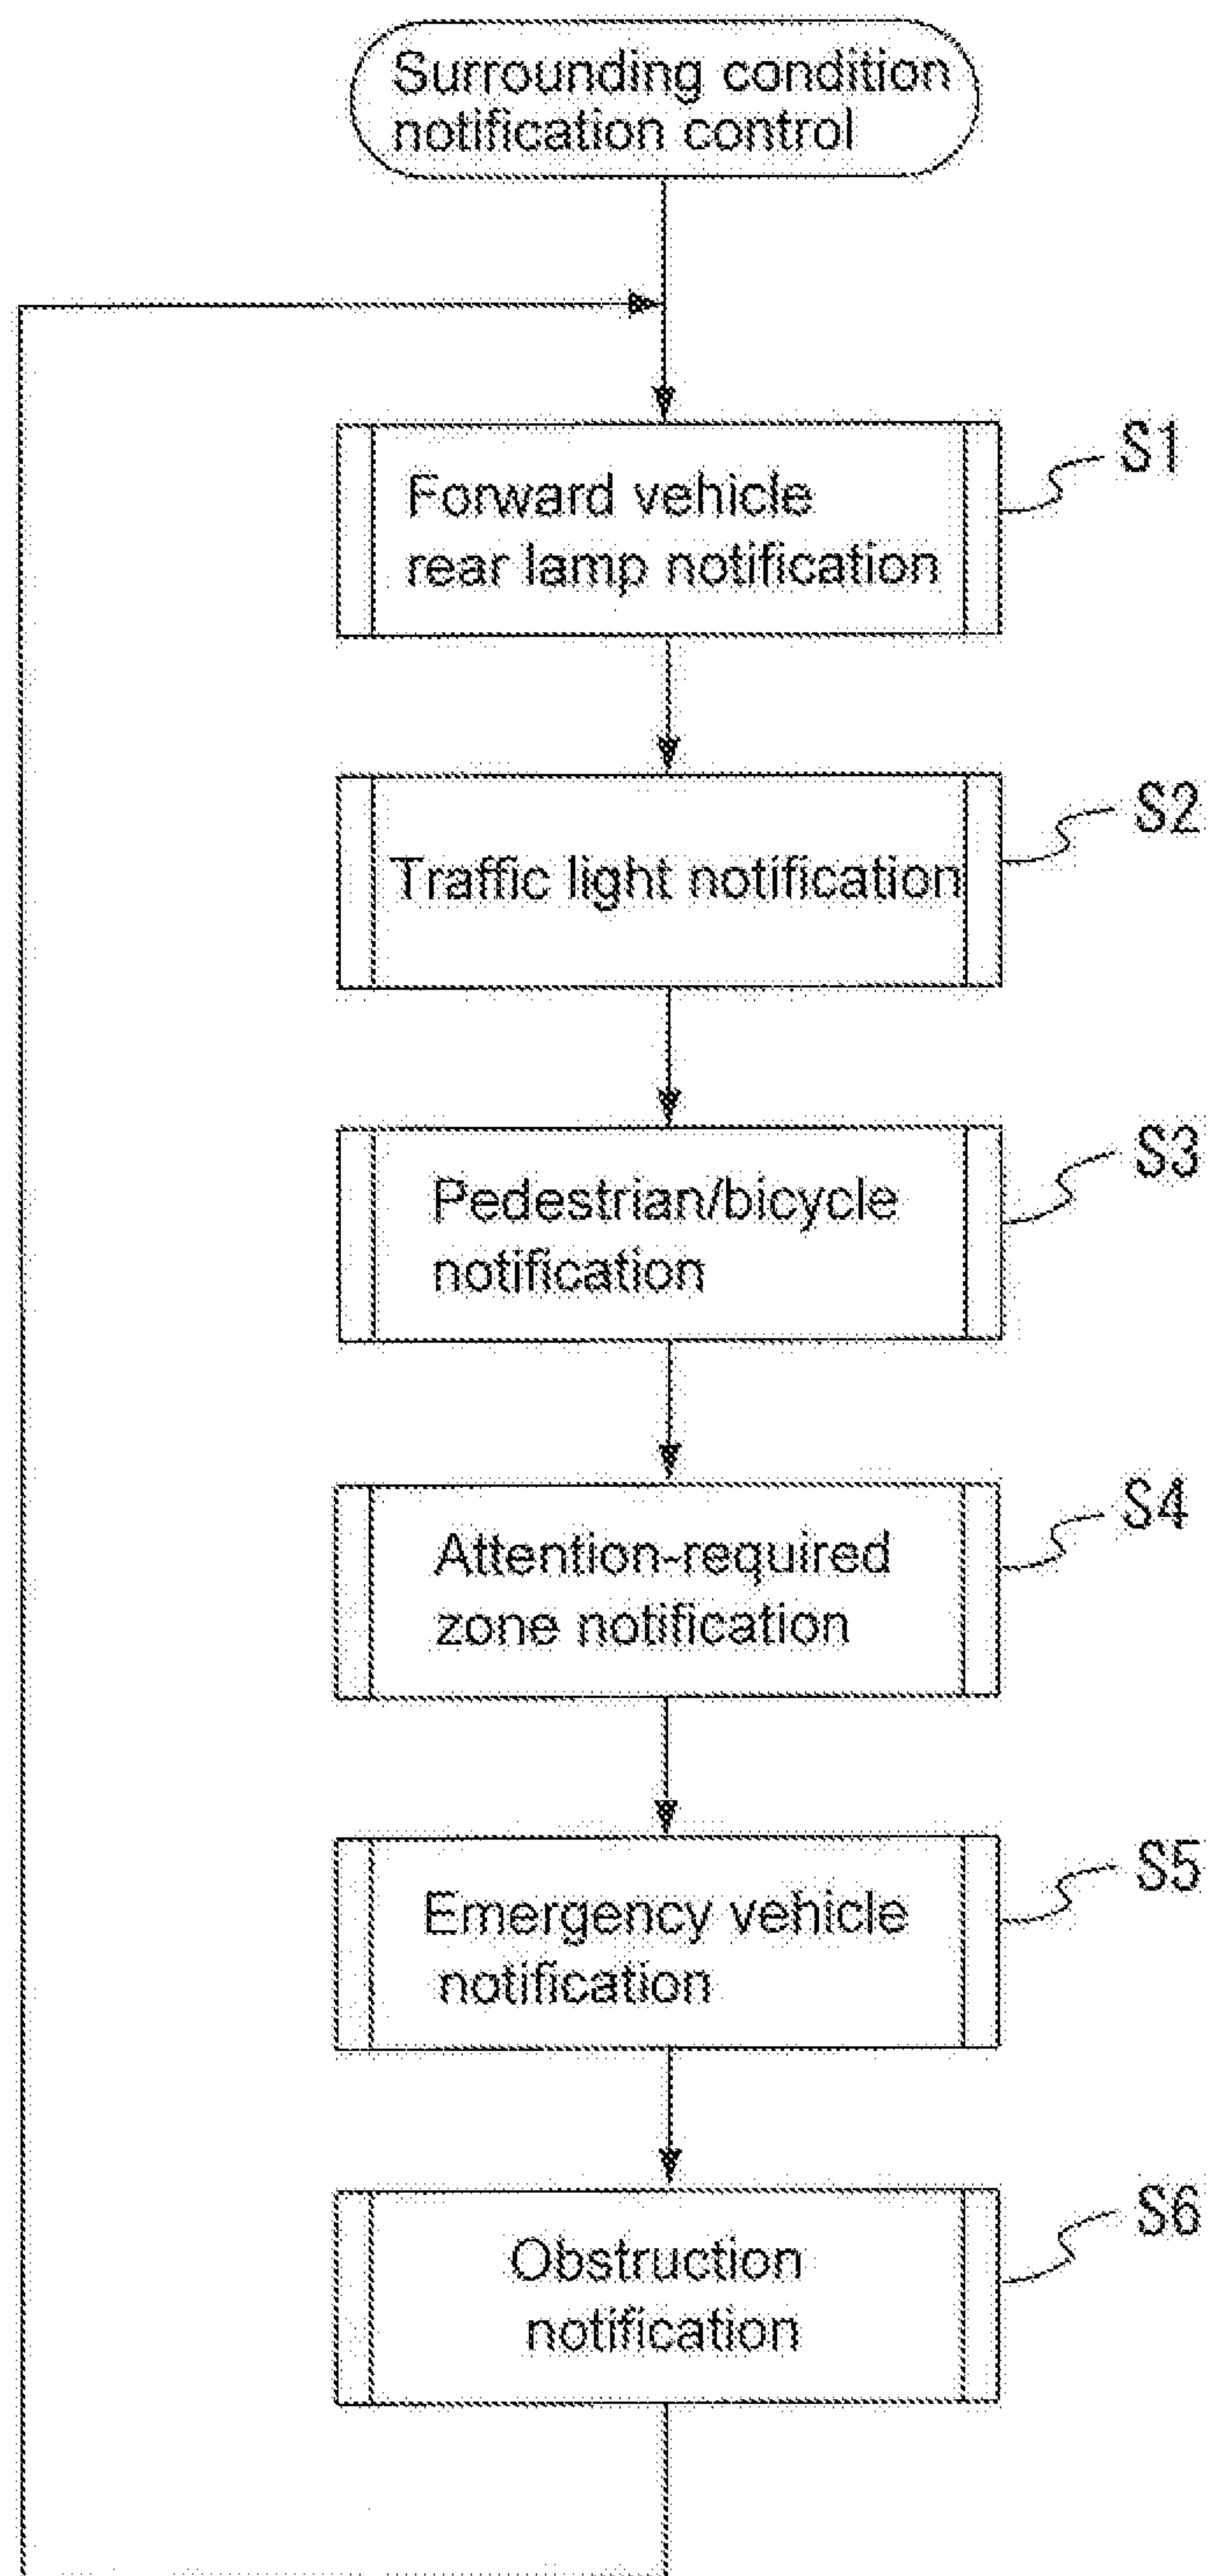 Surrounding condition
notification control
S1
Forward vehicle
rear lamp notification
S2
Traffic light notification
S3
Pedestrian/bicycle
notification
S4
Attention-required
zone notification
S5
Emergency vehicle
notification
S6
Obstruction
notification